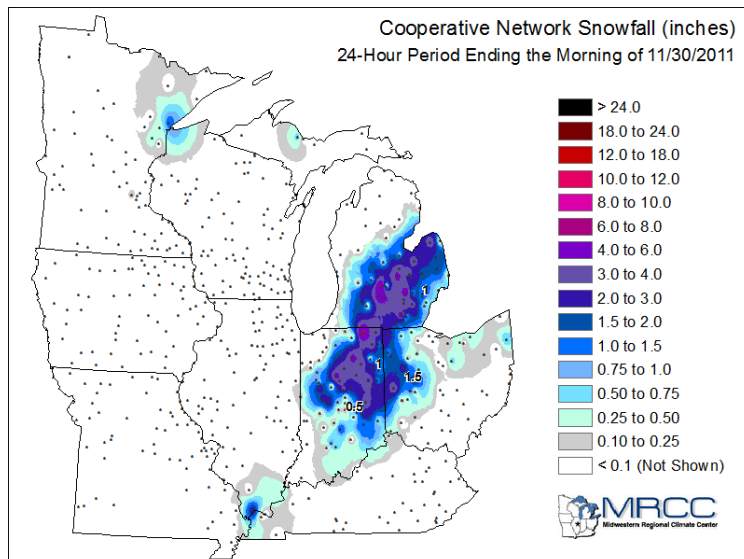 Cooperative Network Snowfall (inches)
24-Hour Period Ending the Morning of 11/30/2011
> 24.0
18.0 to 24.0
12.0 to 18.0
10.0 to 12.0
8.0 to 10.0
6.0 to 8.0
4.0 to 6.0
3.0 to 4.0
2.0 to 3.0
1.5 to 2.0
1.0 to 1.5
0.75 to 1.0
0.50 to 0.75
0.25 to 0.50
0.10 to 0.25
< 0.1 (Not Shown)
1
1
1.5
0.5
MRCC
Midwestern Regional Climate Center